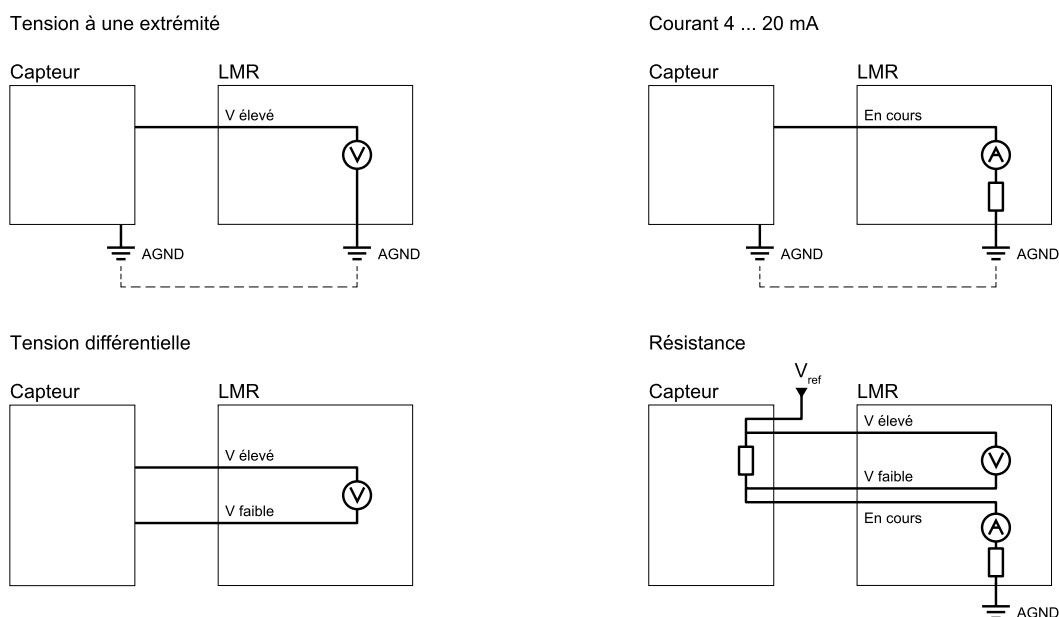 Tension à une extrémité
Capteur
LMR
V élevé
V
AGND
AGND
Courant 4 ... 20 mA
Capteur
LMR
En cours
A
AGND
AGND
Tension différentielle
Capteur
LMR
V élevé
V
V faible
Résistance
Vref
Capteur
LMR
V élevé
V
V faible
En cours
A
AGND